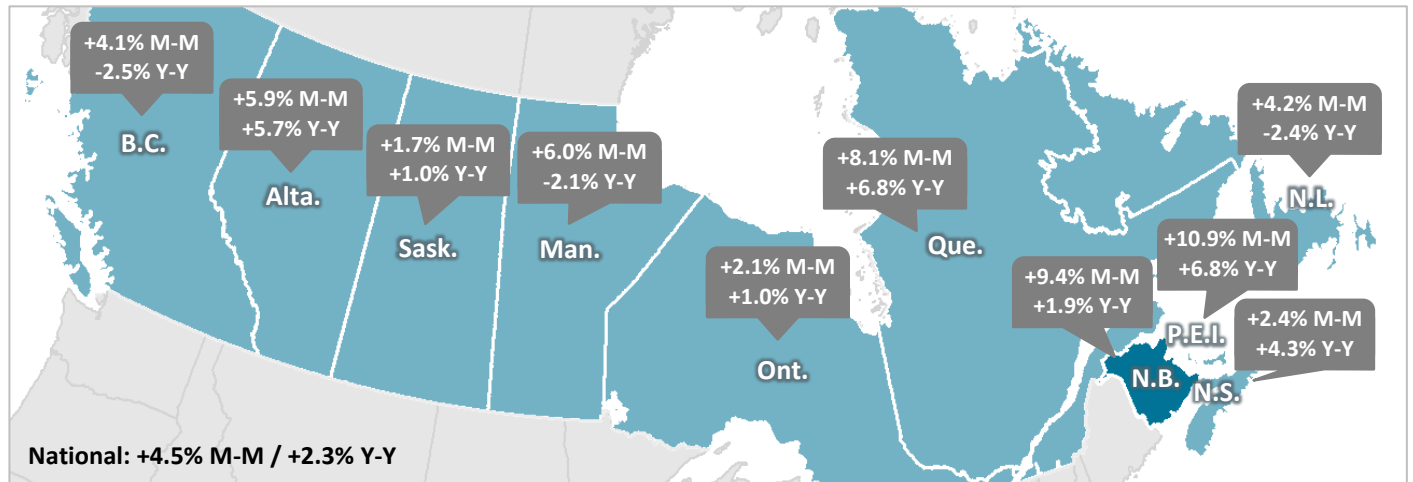 +4.1% M-M
-2.5% Y-Y
B.C.
+5.9% M-M
+5.7% Y-Y
Alta.
+1.7% M-M
+1.0% Y-Y
Sask.
+6.0% M-M
-2.1% Y-Y
Man.
+2.1% M-M
+1.0% Y-Y
Ont.
+8.1% M-M
+6.8% Y-Y
Que.
+4.2% M-M
-2.4% Y-Y
N.L.
+10.9% M-M
+6.8% Y-Y
P.E.I.
+9.4% M-M
+1.9% Y-Y
N.B.
+2.4% M-M
+4.3% Y-Y
N.S.
National: +4.5% M-M / +2.3% Y-Y